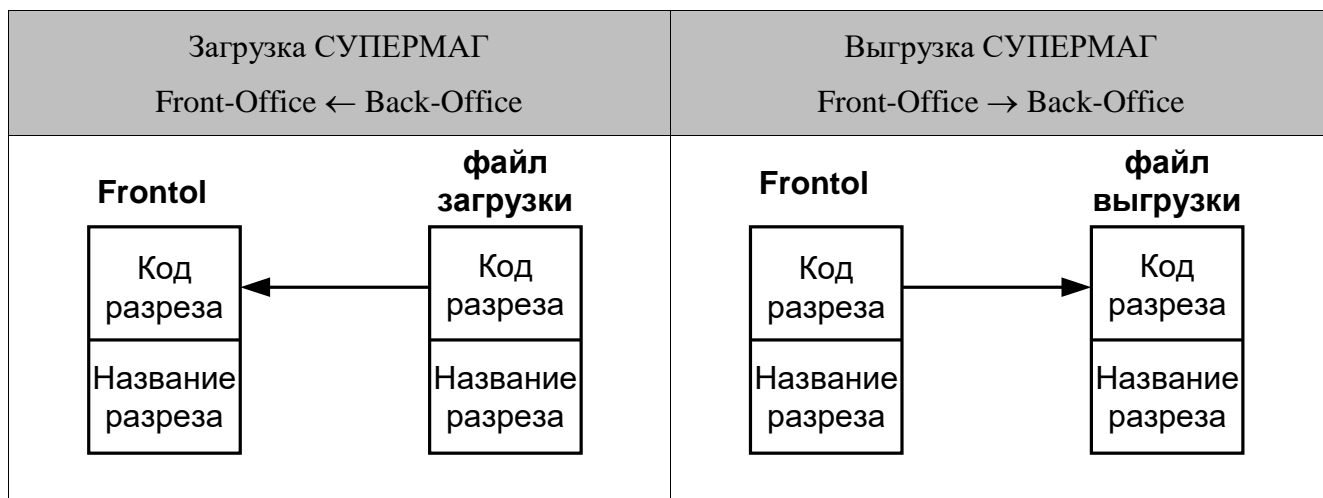 Загрузка СУПЕРМАГ
Front-Office ← Back-Office
Выгрузка СУПЕРМАГ
Front-Office → Back-Office
Frontol
файл
загрузки
Код
разреза
Название
разреза
Код
разреза
Название
разреза
Frontol
файл
выгрузки
Код
разреза
Название
разреза
Код
разреза
Название
разреза